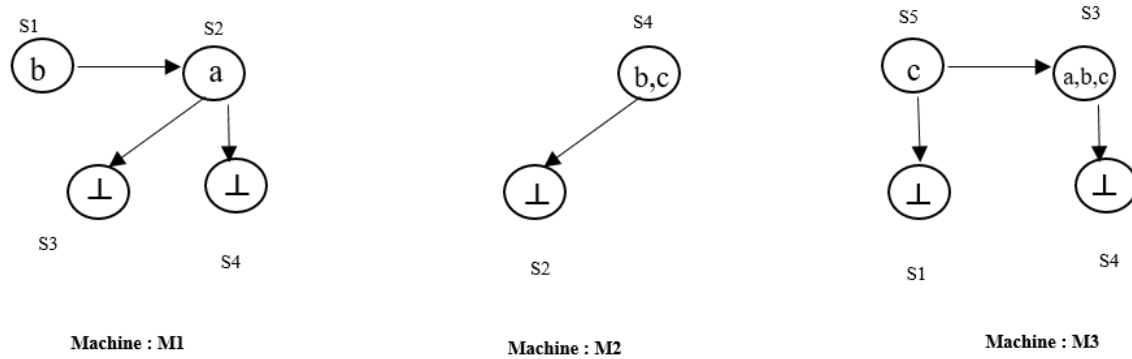 S1
S2
b
a
⊥
⊥
S3
S4
Machine : M1
S4
b,c
⊥
S2
Machine : M2
S5
S3
c
a,b,c
⊥
⊥
S1
S4
Machine : M3